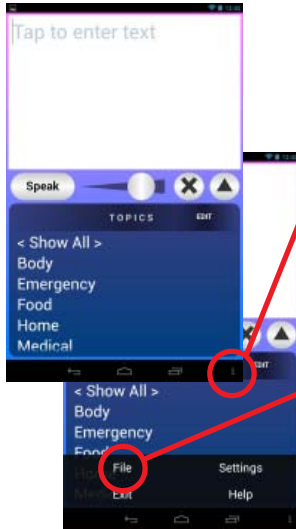 Tap to enter text
Speak
TOPICS EDIT
< Show All >
Body
Emergency
Food
Home
Medical
< Show All >
Body
Emergency
File Settings
Exit Help